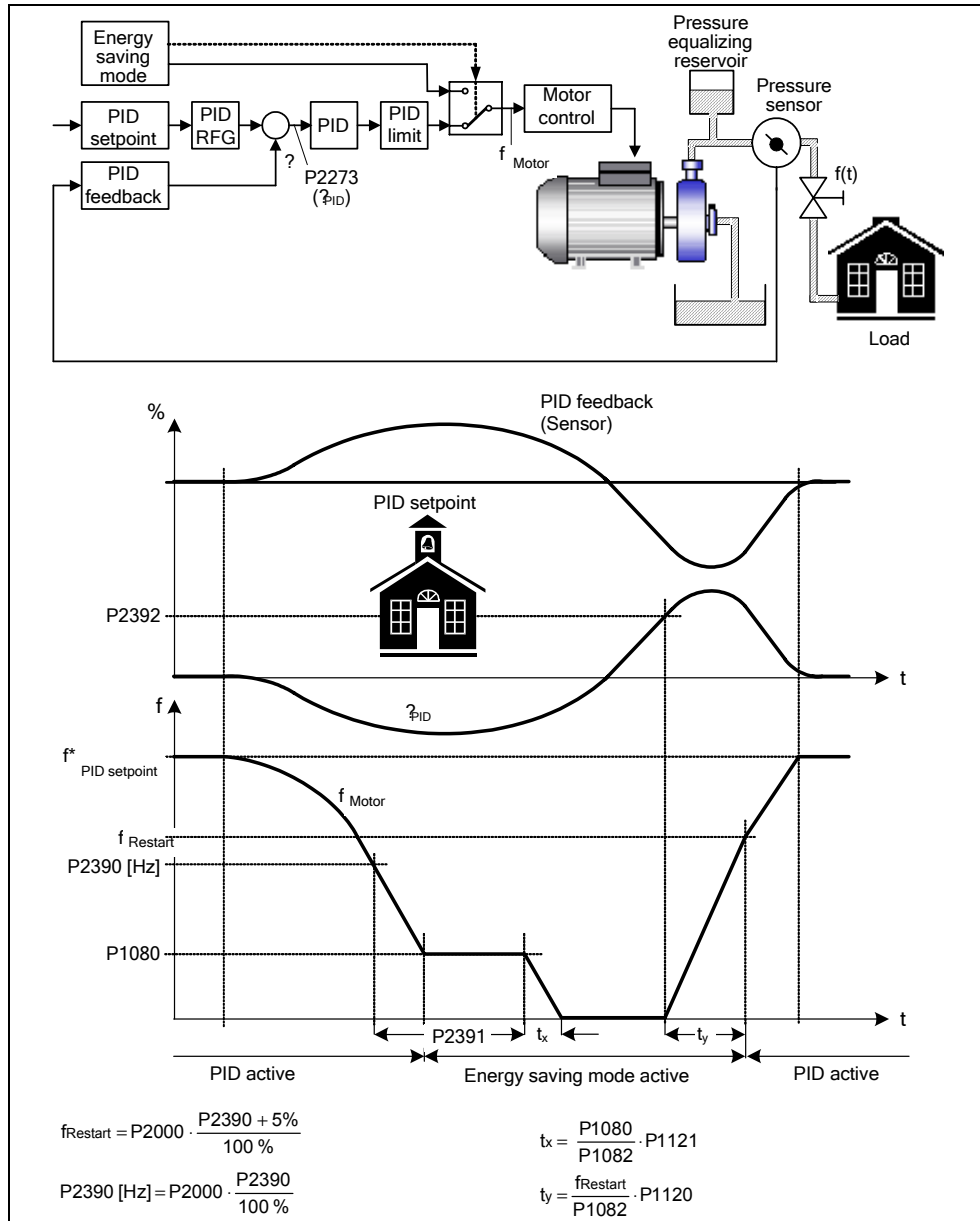 Energy
saving
mode
Pressure
equalizing
reservoir
Pressure
sensor
PID
setpoint
PID
RFG
PID
PID
limit
Motor
control
f Motor
?
P2273
(?PID)
PID
feedback
f(t)
Load
%
PID feedback
(Sensor)
PID setpoint
P2392
t
?PID
f
f*
PID setpoint
f Motor
f Restart
P2390 [Hz]
P1080
t
P2391
tx
ty
PID active
Energy saving mode active
PID active
fRestart = P2000 · P2390 + 5% / 100 %
tx = P1080 / P1082 · P1121
P2390 [Hz] = P2000 · P2390 / 100 %
ty = fRestart / P1082 · P1120